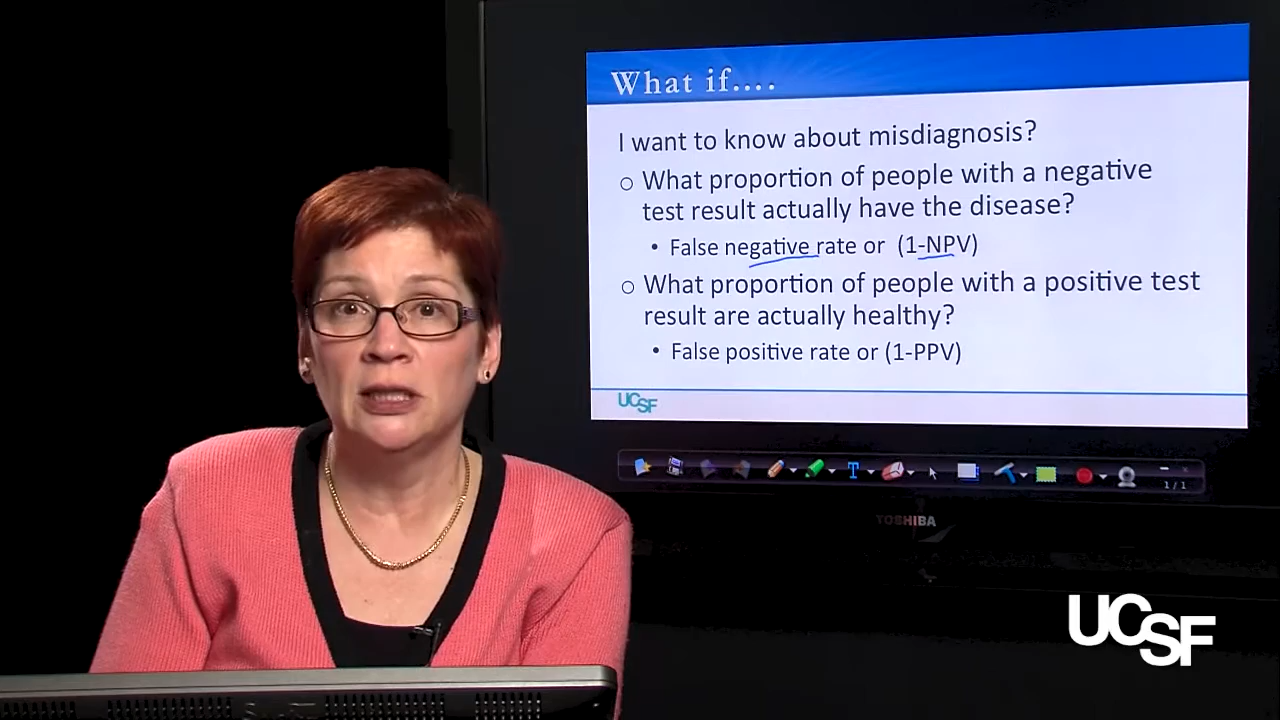 What if....
I want to know about misdiagnosis?
○ What proportion of people with a negative
test result actually have the disease?
• False negative rate or (1-NPV)
○ What proportion of people with a positive test
result are actually healthy?
• False positive rate or (1-PPV)
UCSF
T
1 / 1
TOSHIBA
UCSF